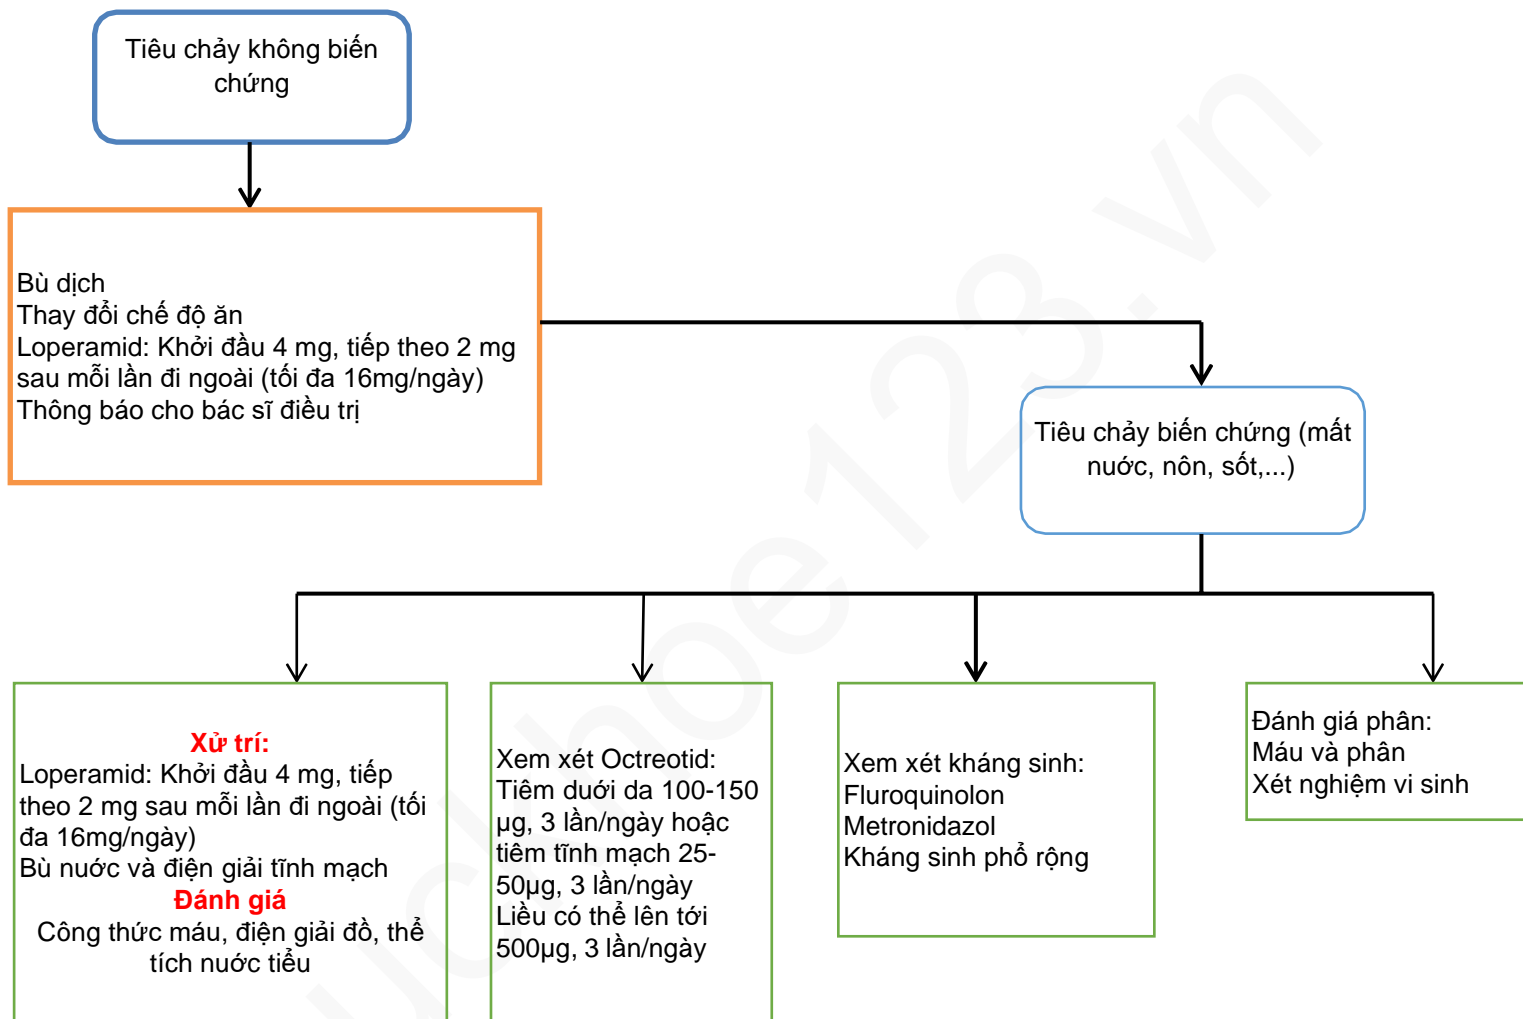 Tiêu chảy không biến
chứng
Bù dịch
Thay đổi chế độ ăn
Loperamid: Khởi đầu 4 mg, tiếp theo 2 mg
sau mỗi lần đi ngoài (tối đa 16mg/ngày)
Thông báo cho bác sĩ điều trị
Tiêu chảy biến chứng (mất
nuớc, nôn, sốt,...)
Xử trí:
Loperamid: Khởi đầu 4 mg, tiếp
theo 2 mg sau mỗi lần đi ngoài (tối
đa 16mg/ngày)
Bù nuớc và điện giải tĩnh mạch
Đánh giá
Công thức máu, điện giải đồ, thể
tích nuớc tiểu
Xem xét Octreotid:
Tiêm duới da 100-150
µg, 3 lần/ngày hoặc
tiêm tĩnh mạch 25-
50µg, 3 lần/ngày
Liều có thể lên tới
500µg, 3 lần/ngày
Xem xét kháng sinh:
Fluroquinolon
Metronidazol
Kháng sinh phổ rộng
Đánh giá phân:
Máu và phân
Xét nghiệm vi sinh
uckhoe123.vn